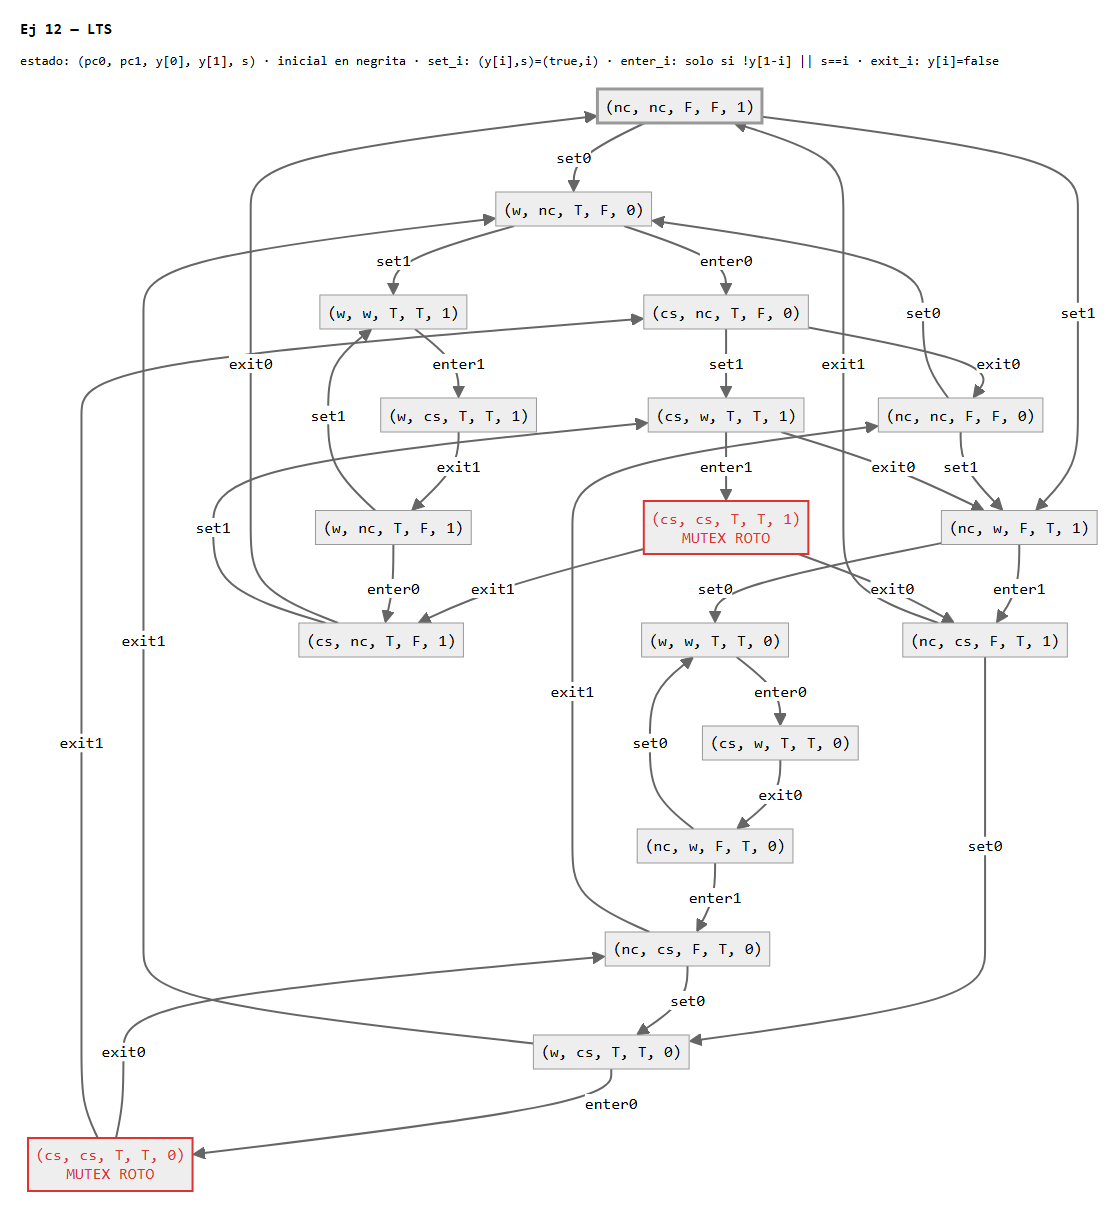 Ej 12 — LTS
estado: (pc0, pc1, y[0], y[1], s) · inicial en negrita · set_i: (y[i],s)=(true,i) · enter_i: solo si !y[1-i] || s==i · exit_i: y[i]=false
(nc, nc, F, F, 1)
set0
(w, nc, T, F, 0)
set1
enter0
(w, w, T, T, 1)
(cs, nc, T, F, 0)
set0
set1
exit0
enter1
set1
exit1
exit0
set1
(w, cs, T, T, 1)
(cs, w, T, T, 1)
(nc, nc, F, F, 0)
exit1
enter1
exit0
set1
set1
(w, nc, T, F, 1)
(cs, cs, T, T, 1)
MUTEX ROTO
(nc, w, F, T, 1)
enter0
exit1
set0
exit0
enter1
exit1
(cs, nc, T, F, 1)
(w, w, T, T, 0)
(nc, cs, F, T, 1)
exit1
enter0
exit1
set0
(cs, w, T, T, 0)
exit0
(nc, w, F, T, 0)
set0
enter1
(nc, cs, F, T, 0)
set0
exit0
(w, cs, T, T, 0)
enter0
(cs, cs, T, T, 0)
MUTEX ROTO